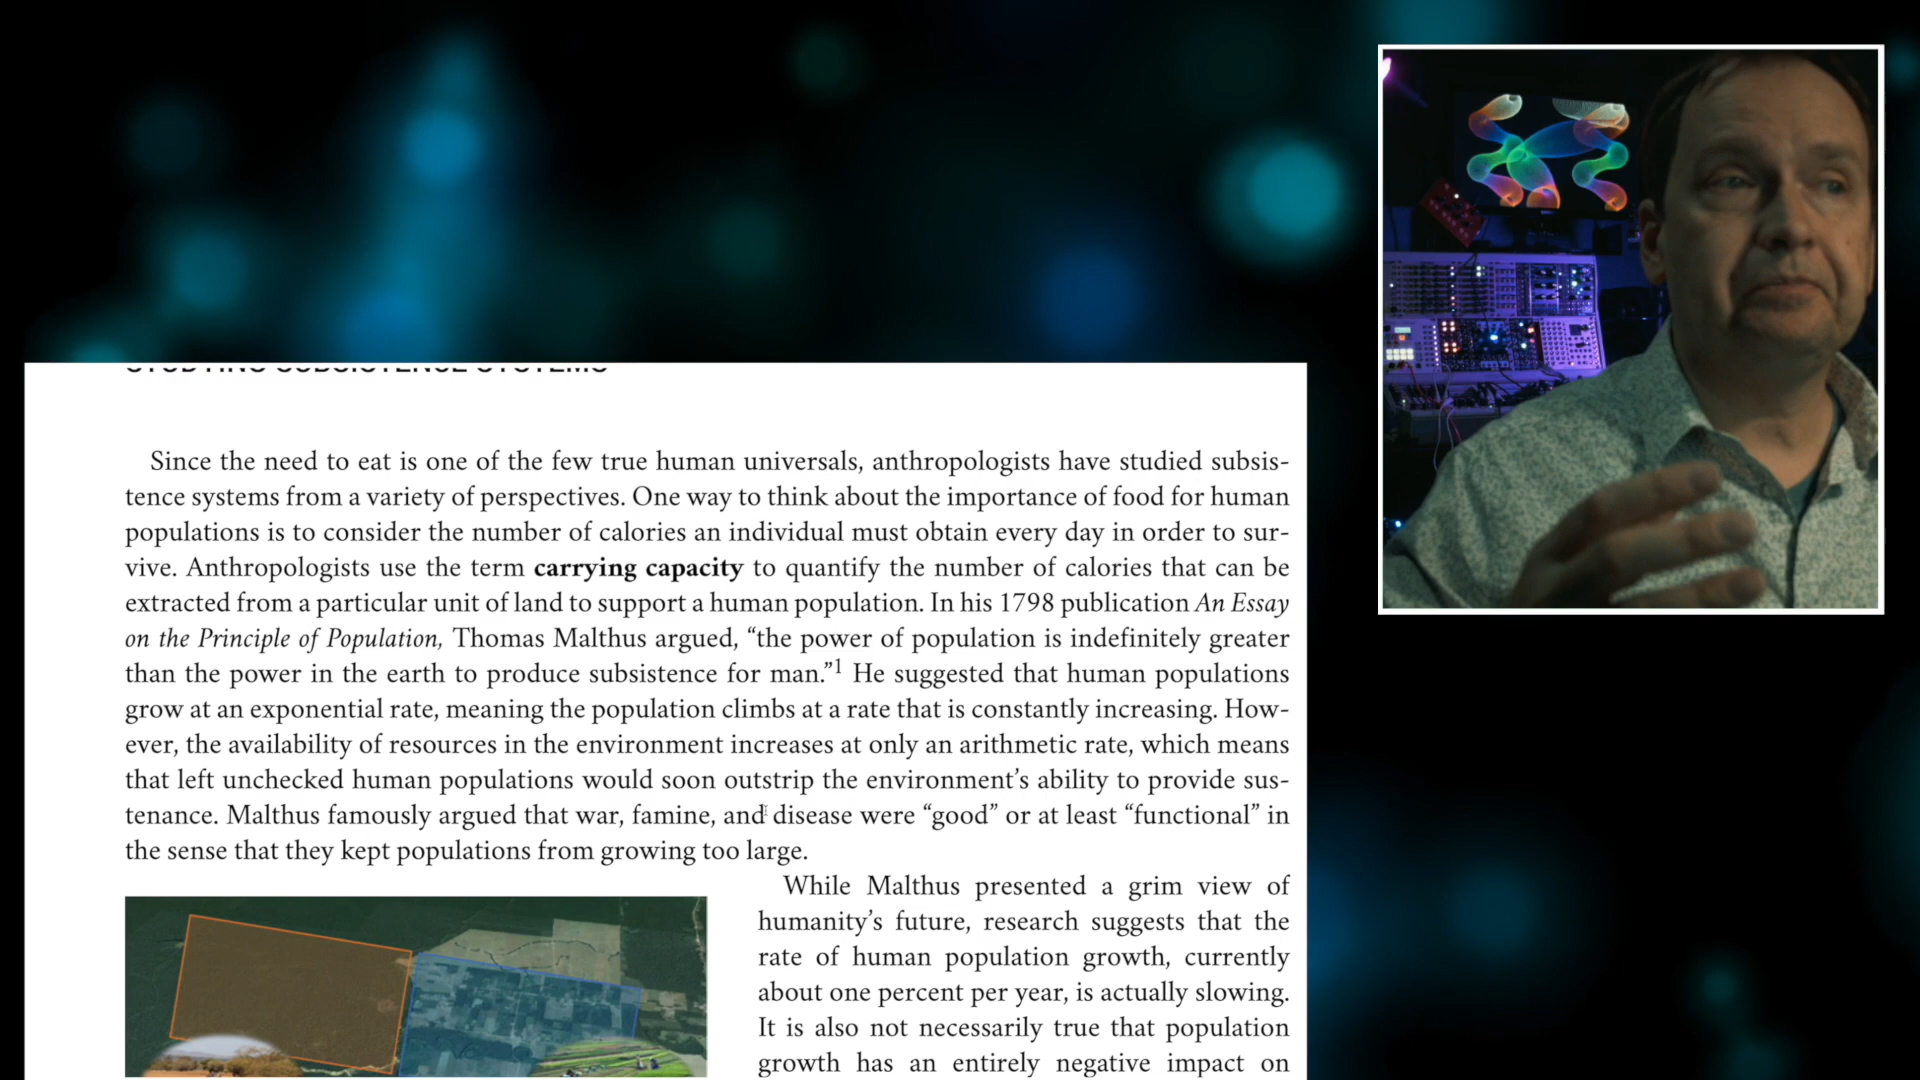 STUDYING SUBSISTENCE SYSTEMS
Since the need to eat is one of the few true human universals, anthropologists have studied subsis-
tence systems from a variety of perspectives. One way to think about the importance of food for human
populations is to consider the number of calories an individual must obtain every day in order to sur-
vive. Anthropologists use the term carrying capacity to quantify the number of calories that can be
extracted from a particular unit of land to support a human population. In his 1798 publication An Essay
on the Principle of Population, Thomas Malthus argued, “the power of population is indefinitely greater
than the power in the earth to produce subsistence for man.”1 He suggested that human populations
grow at an exponential rate, meaning the population climbs at a rate that is constantly increasing. How-
ever, the availability of resources in the environment increases at only an arithmetic rate, which means
that left unchecked human populations would soon outstrip the environment’s ability to provide sus-
tenance. Malthus famously argued that war, famine, and disease were “good” or at least “functional” in
the sense that they kept populations from growing too large.
While Malthus presented a grim view of
humanity’s future, research suggests that the
rate of human population growth, currently
about one percent per year, is actually slowing.
It is also not necessarily true that population
growth has an entirely negative impact on